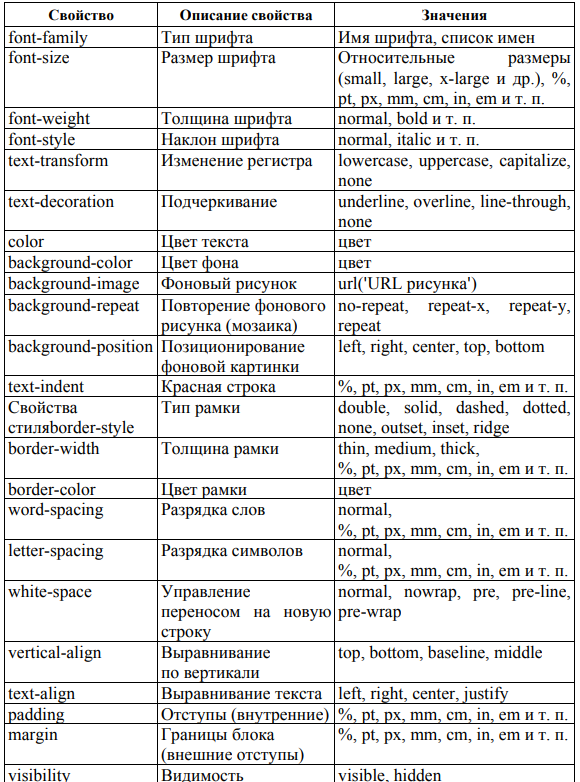 Свойство Описание свойства Значения
font-family Тип шрифта Имя шрифта, список имен
font-size Размер шрифта Относительные размеры
(small, large, x-large и др.), %,
pt, px, mm, cm, in, em и т. п.
font-weight Толщина шрифта normal, bold и т. п.
font-style Наклон шрифта normal, italic и т. п.
text-transform Изменение регистра lowercase, uppercase, capitalize,
none
text-decoration Подчеркивание underline, overline, line-through,
none
color Цвет текста цвет
background-color Цвет фона цвет
background-image Фоновый рисунок url('URL рисунка')
background-repeat Повторение фонового no-repeat, repeat-x, repeat-y,
рисунка (мозаика) repeat
background-position Позиционирование left, right, center, top, bottom
фоновой картинки
text-indent Красная строка %, pt, px, mm, cm, in, em и т. п.
Свойства Тип рамки double, solid, dashed, dotted,
стиляborder-style none, outset, inset, ridge
border-width Толщина рамки thin, medium, thick,
%, pt, px, mm, cm, in, em и т. п.
border-color Цвет рамки цвет
word-spacing Разрядка слов normal,
%, pt, px, mm, cm, in, em и т. п.
letter-spacing Разрядка символов normal,
%, pt, px, mm, cm, in, em и т. п.
white-space Управление normal, nowrap, pre, pre-line,
переносом на новую pre-wrap
строку
vertical-align Выравнивание top, bottom, baseline, middle
по вертикали
text-align Выравнивание текста left, right, center, justify
padding Отступы (внутренние) %, pt, px, mm, cm, in, em и т. п.
margin Границы блока %, pt, px, mm, cm, in, em и т. п.
(внешние отступы)
visibility Видимость visible, hidden